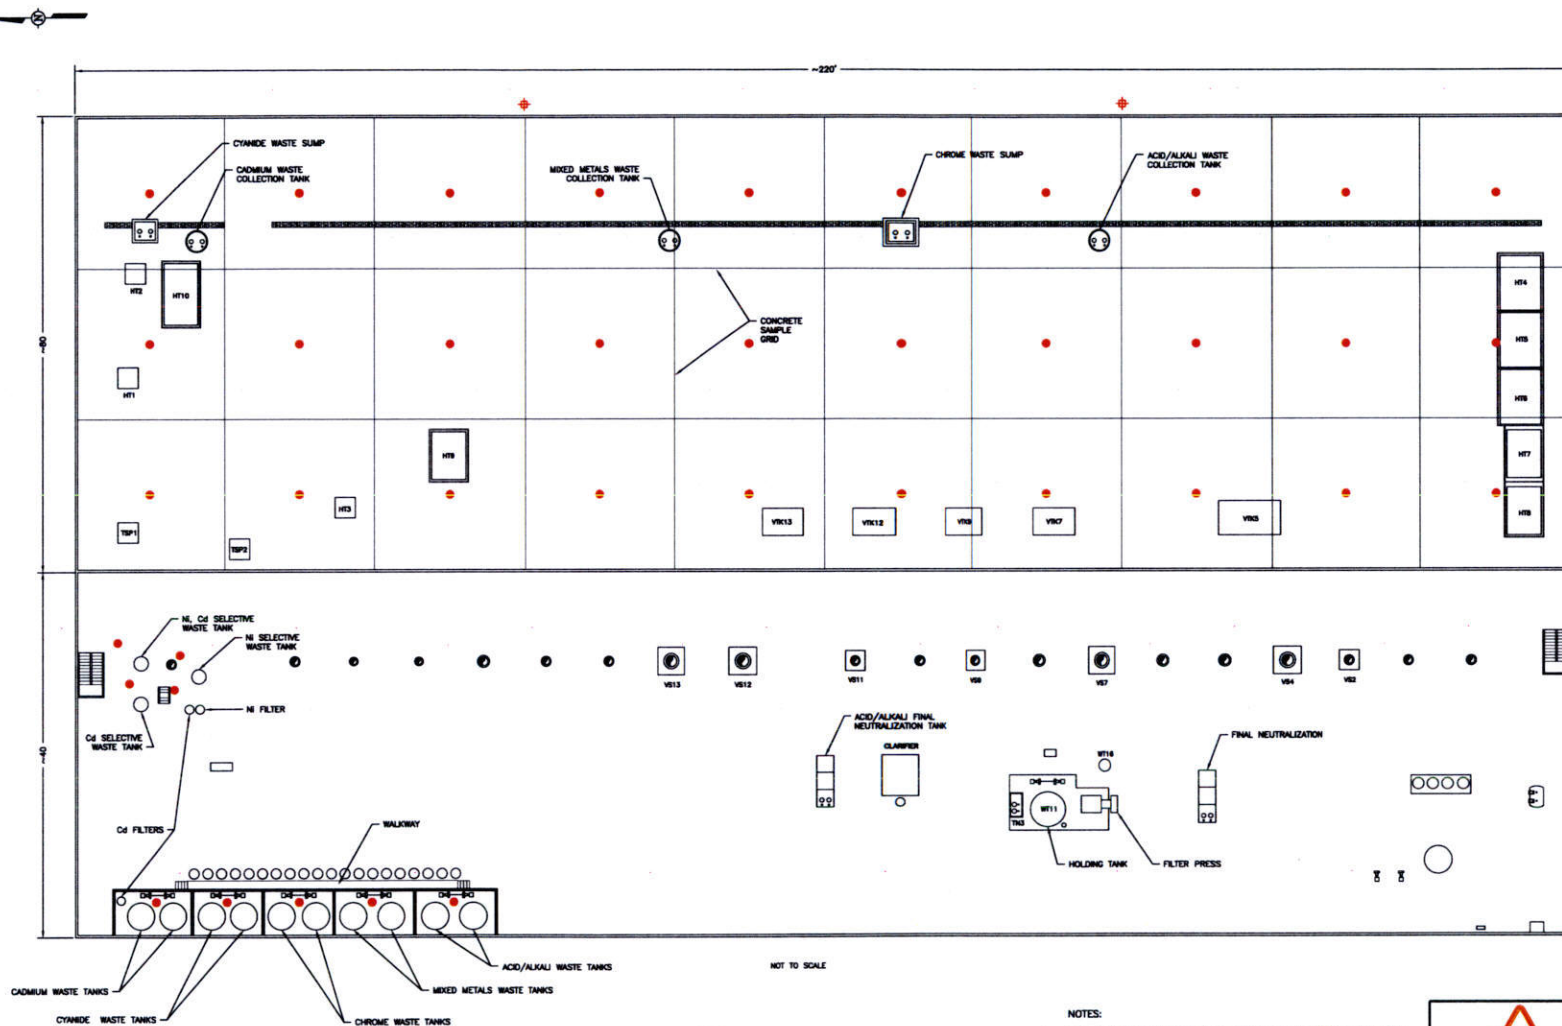 ~220'
CYANIDE WASTE SUMP
CADMIUM WASTE
COLLECTION TANK
MIXED METALS WASTE
COLLECTION TANK
CHROME WASTE SUMP
ACID/ALKALI WASTE
COLLECTION TANK
HT2
HT10
HT4
~80
CONCRETE
SAMPLE
GRID
HT5
HT1
HT6
HT9
HT7
HT3
HT8
TSP1
TSP2
VTK13
VTK12
VTK9
VTK7
VTK5
Ni, Cd SELECTIVE
WASTE TANK
Ni SELECTIVE
WASTE TANK
VS13
VS12
VS11
VS7
VS4
VS2
Ni FILTER
Cd SELECTIVE
WASTE TANK
~40
ACID/ALKALI FINAL
NEUTRALIZATION TANK
CLARIFIER
WT16
FINAL NEUTRALIZATION
WT11
TN3
Cd FILTERS
WALKWAY
HOLDING TANK
FILTER PRESS
ACID/ALKALI WASTE TANKS
NOT TO SCALE
CADMIUM WASTE TANKS
MIXED METALS WASTE TANKS
CYANIDE WASTE TANKS
CHROME WASTE TANKS
NOTES: